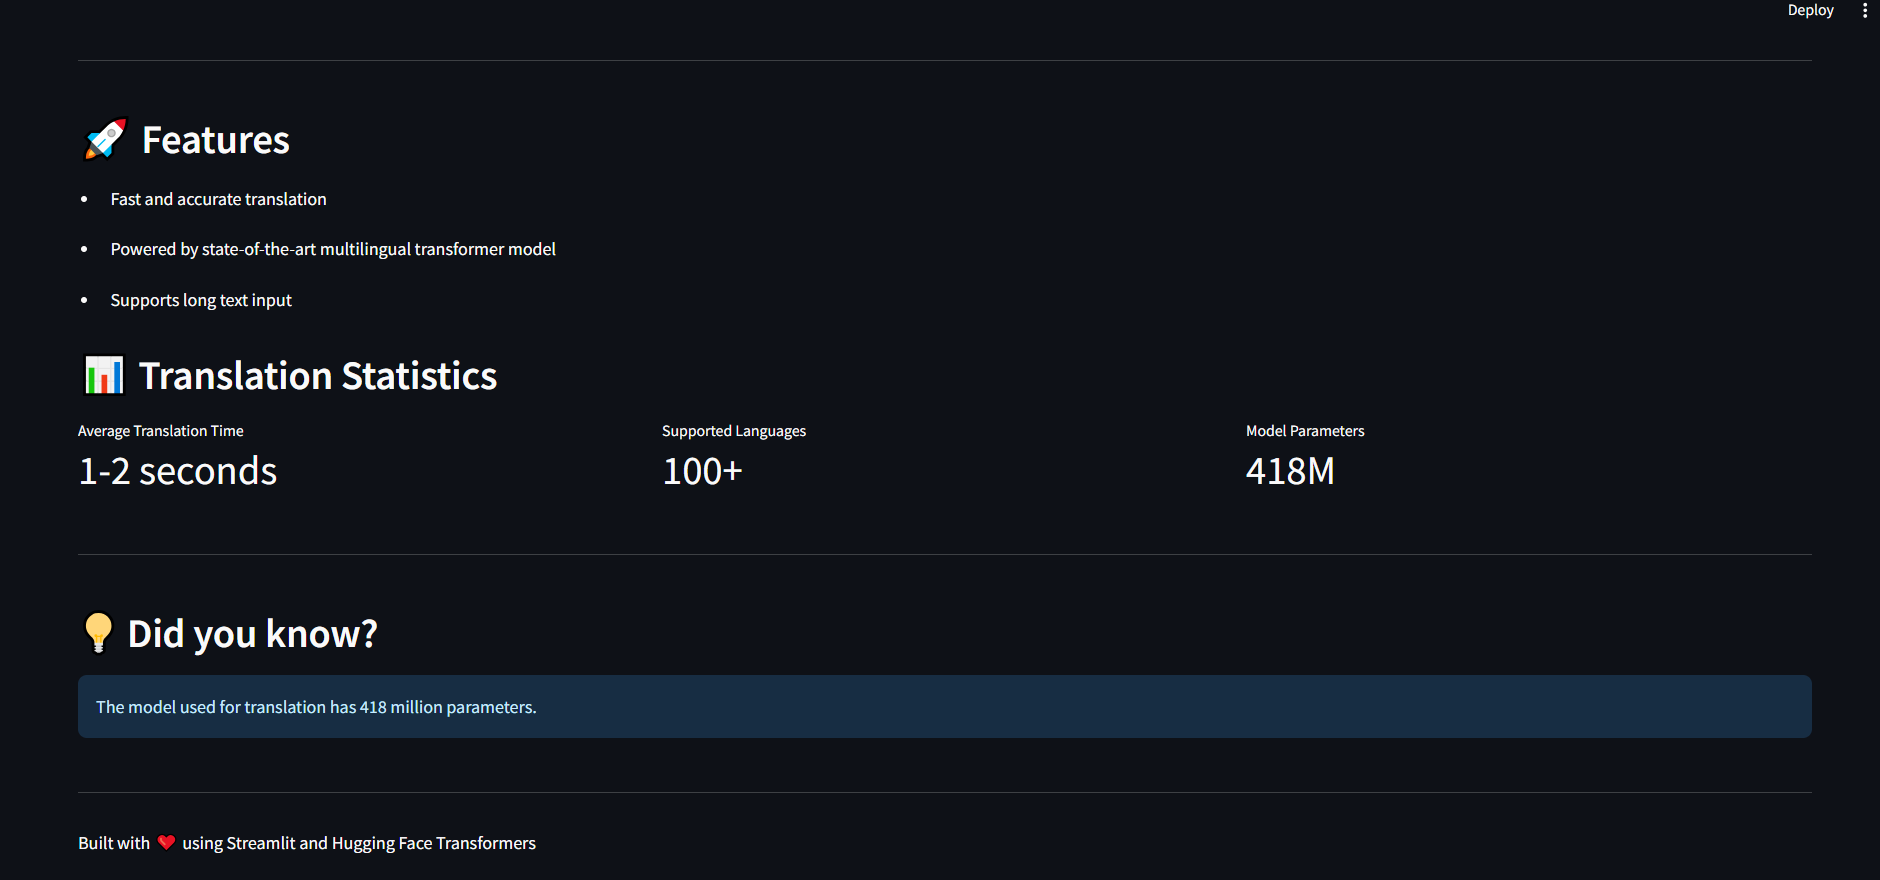 Deploy
🚀 Features
• Fast and accurate translation
• Powered by state-of-the-art multilingual transformer model
• Supports long text input
📊 Translation Statistics
Average Translation Time
1-2 seconds
Supported Languages
100+
Model Parameters
418M
💡 Did you know?
The model used for translation has 418 million parameters.
Built with ❤️ using Streamlit and Hugging Face Transformers